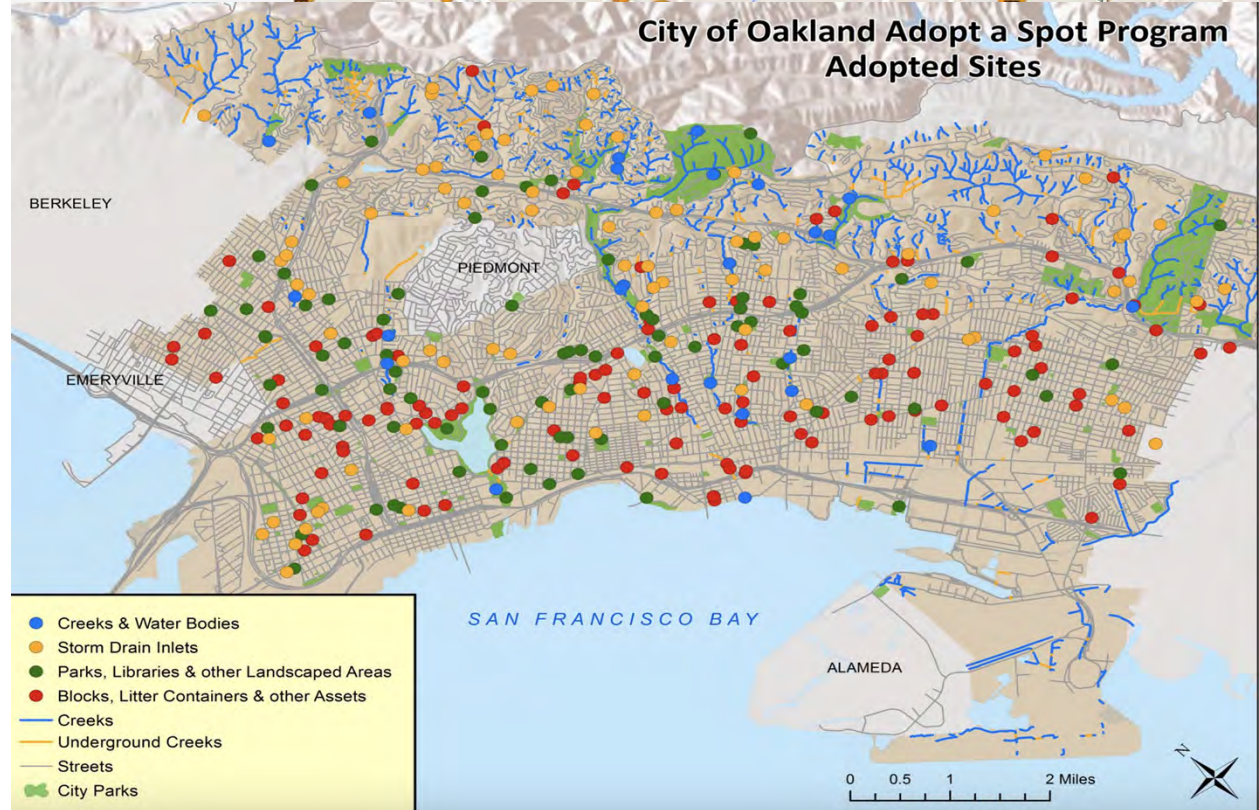 City of Oakland Adopt a Spot Program
Adopted Sites
BERKELEY
PIEDMONT
EMERYVILLE
SAN FRANCISCO BAY
ALAMEDA
Creeks & Water Bodies
Storm Drain Inlets
Parks, Libraries & other Landscaped Areas
Blocks, Litter Containers & other Assets
Creeks
Underground Creeks
Streets
City Parks
0 0.5 1 2 Miles
N